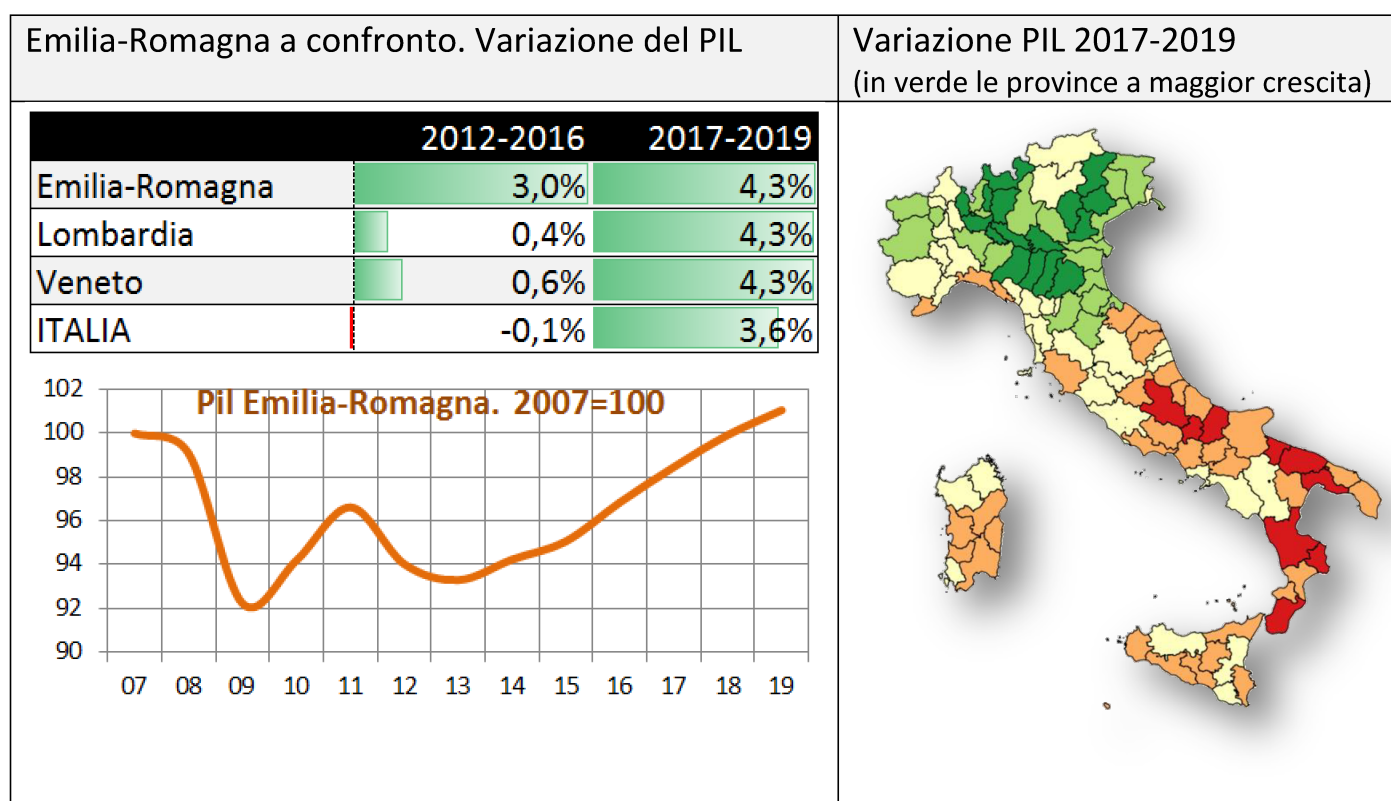 Emilia-Romagna a confronto. Variazione del PIL
2012-2016 2017-2019
Emilia-Romagna 3,0% 4,3%
Lombardia 0,4% 4,3%
Veneto 0,6% 4,3%
ITALIA -0,1% 3,6%
Pil Emilia-Romagna. 2007=100
102
100
98
96
94
92
90
07 08 09 10 11 12 13 14 15 16 17 18 19
Variazione PIL 2017-2019
(in verde le province a maggior crescita)